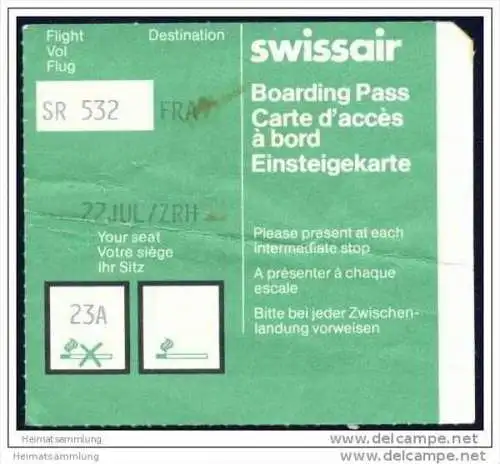 Flight Destination
Vol
Flug
SR 532 FRA
22JUL/ZRH
Your seat
Votre siège
Ihr Sitz
23A
swissair
Boarding Pass
Carte d'accès
à bord
Einsteigekarte
Please present at each
intermediate stop
A présenter à chaque
escale
Bitte bei jeder Zwischen-
landung vorweisen
Heimatsammlung
www.delcampe.net
Heimatsammlung
www.delcampe.net